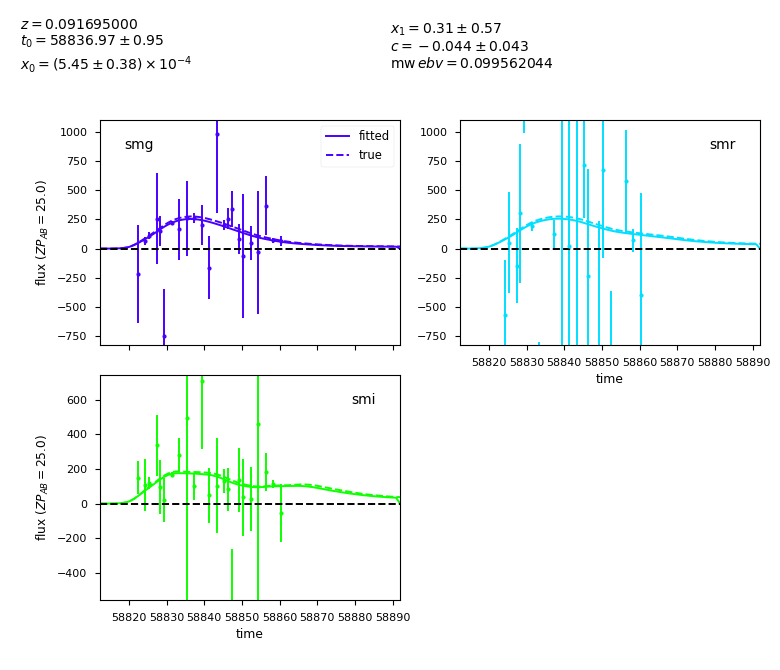 z = 0.091695000
t₀ = 58836.97 ± 0.95
x₀ = (5.45 ± 0.38) × 10⁻⁴
x₁ = 0.31 ± 0.57
c = −0.044 ± 0.043
mw ebv = 0.099562044
smg
fitted
true
1000
750
500
250
0
−250
−500
−750
flux (ZP_AB = 25.0)
smr
1000
750
500
250
0
−250
−500
−750
58820 58830 58840 58850 58860 58870 58880 58890
time
smi
600
400
200
0
−200
−400
flux (ZP_AB = 25.0)
58820 58830 58840 58850 58860 58870 58880 58890
time